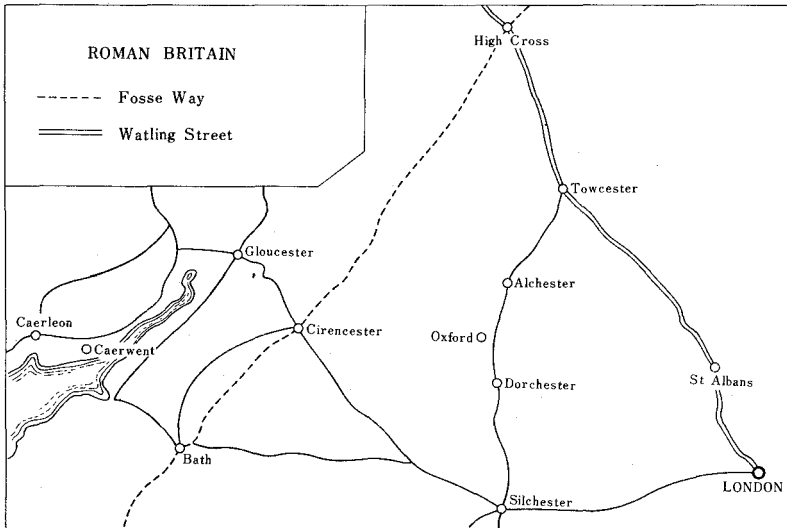 ROMAN BRITAIN
Fosse Way
Watling Street
High Cross
Towcester
Gloucester
Alchester
Caerleon
Cirencester
Oxford
Caerwent
St Albans
Dorchester
Bath
LONDON
Silchester